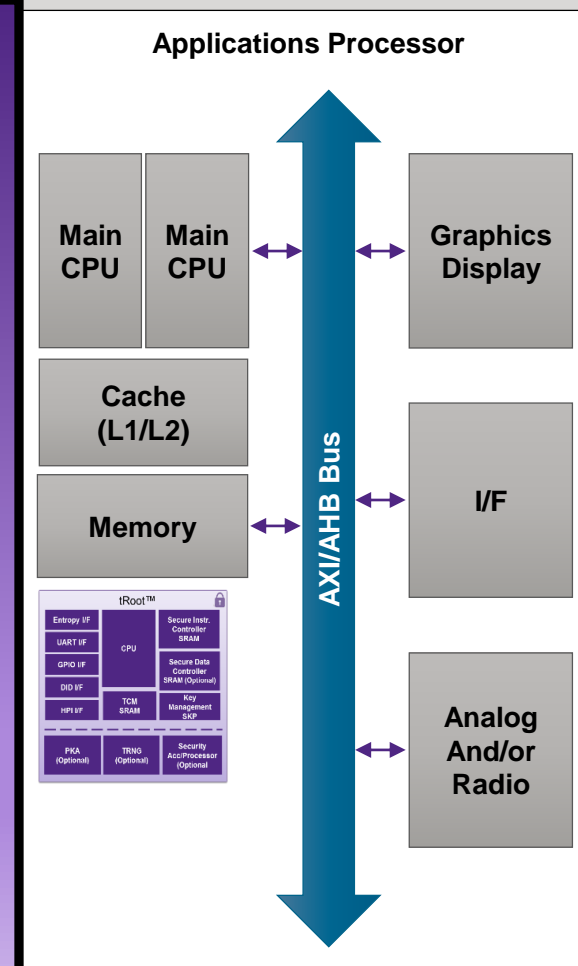 Applications Processor
Main
CPU
Main
CPU
Graphics
Display
Cache
(L1/L2)
Memory
AXI/AHB Bus
I/F
Analog
And/or
Radio
tRoot™
Entropy I/F
UART I/F
GPIO I/F
DID I/F
HPI I/F
CPU
TCM
SRAM
Secure Instr.
Controller
SRAM
Secure Data
Controller
SRAM (Optional)
Key
Management
SKP
PKA
(Optional)
TRNG
(Optional)
Security
Acc/Processor
(Optional